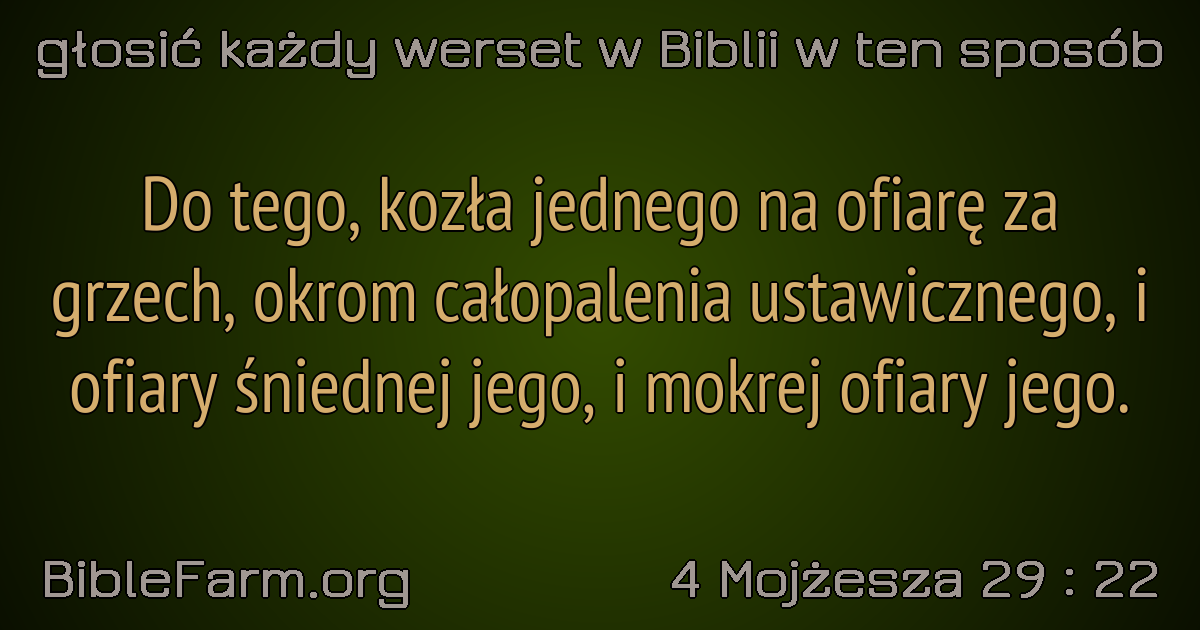 głosić każdy werset w Biblii w ten sposób
Do tego, kozła jednego na ofiarę za
grzech, okrom całopalenia ustawicznego, i
ofiary śniednej jego, i mokrej ofiary jego.
BibleFarm.org
4 Mojżesza 29 : 22